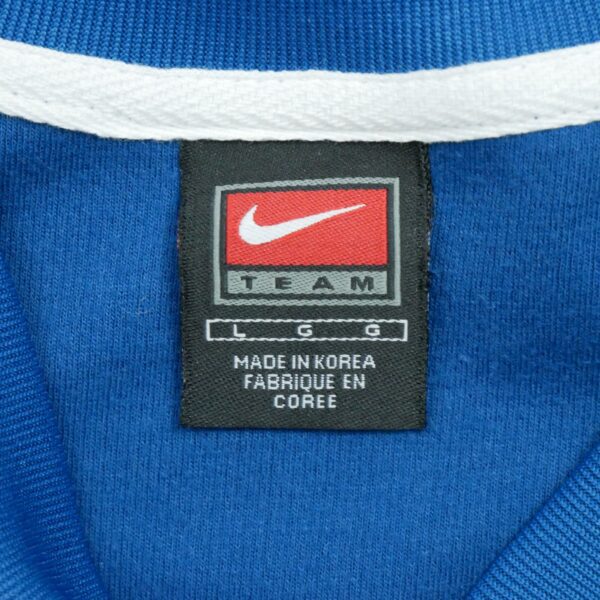 TEAM
L G G
MADE IN KOREA
FABRIQUE EN
COREE